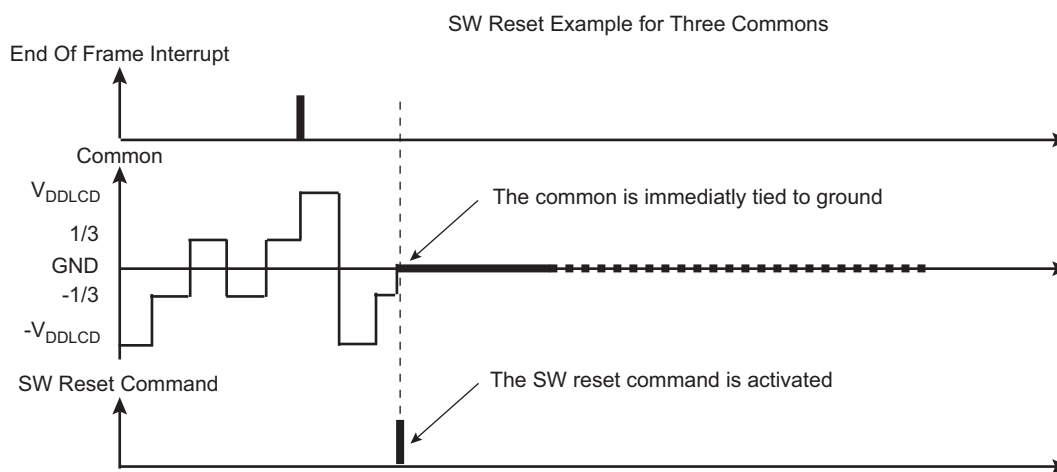 SW Reset Example for Three Commons
End Of Frame Interrupt
Common
VDDLCD
The common is immediatly tied to ground
1/3
GND
-1/3
-VDDLCD
SW Reset Command
The SW reset command is activated